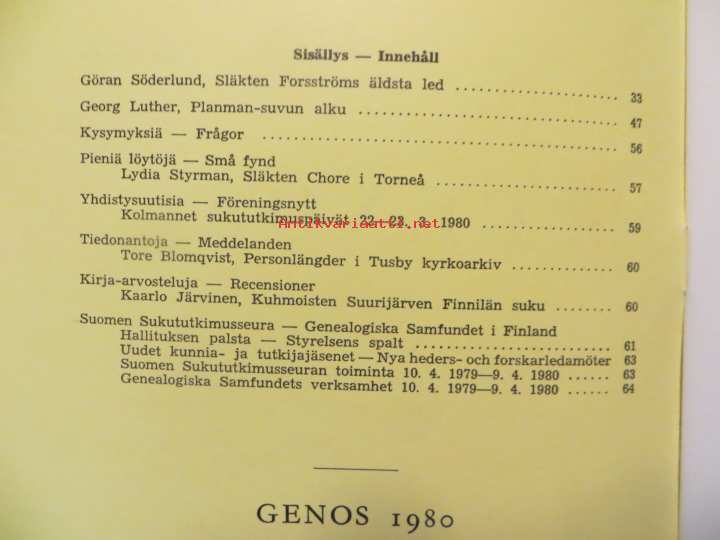 Sisällys — Innehåll
Göran Söderlund, Släkten Forsströms äldsta led ........................ 33
Georg Luther, Planman-suvun alku ........................ 47
Kysymyksiä — Frågor ........................ 56
Pieniä löytöjä — Små fynd
Lydia Styrman, Släkten Chore i Torneå ........................ 57
Yhdistysuutisia — Föreningsnytt
Kolmannet sukututkimuspäivät 22—23. 3. 1980 ........................ 59
Antikvariaatti.net
Tiedonantoja — Meddelanden
Tore Blomqvist, Personlängder i Tusby kyrkoarkiv ............ 60
Kirja-arvosteluja — Recensioner
Kaarlo Järvinen, Kuhmoisten Suurijärven Finnilän suku ........ 60
Suomen Sukututkimusseura — Genealogiska Samfundet i Finland
Hallituksen palsta — Styrelsens spalt ........................ 61
Uudet kunnia- ja tutkijajäsenet — Nya heders- och forskarledamöter 63
Suomen Sukututkimusseuran toiminta 10. 4. 1979—9. 4. 1980 ...... 63
Genealogiska Samfundets verksamhet 10. 4. 1979—9. 4. 1980 ...... 64
GENOS 1980